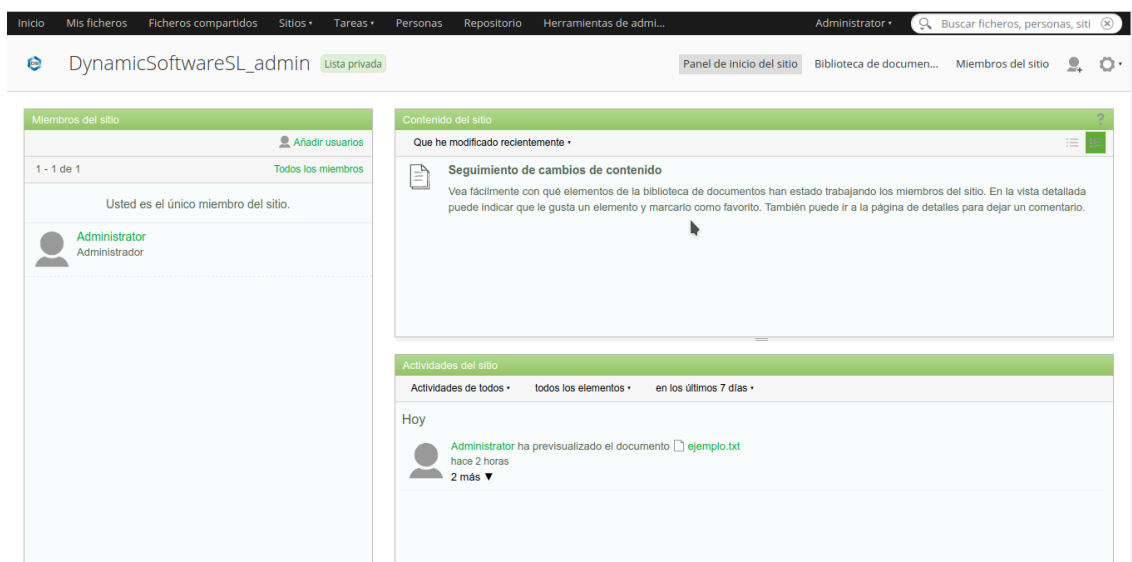 Inicio Mis ficheros Ficheros compartidos Sitios Tareas Personas Repositorio Herramientas de admi... Administrator Buscar ficheros, personas, siti
DynamicSoftwareSL_admin Lista privada Panel de inicio del sitio Biblioteca de documen... Miembros del sitio
Miembros del sitio
Añadir usuarios
1 - 1 de 1 Todos los miembros
Usted es el único miembro del sitio.
Administrator
Administrador
Contenido del sitio ?
Que he modificado recientemente
Seguimiento de cambios de contenido
Vea fácilmente con qué elementos de la biblioteca de documentos han estado trabajando los miembros del sitio. En la vista detallada
puede indicar que le gusta un elemento y marcarlo como favorito. También puede ir a la página de detalles para dejar un comentario.
Actividades del sitio
Actividades de todos todos los elementos en los últimos 7 días
Hoy
Administrator ha previsualizado el documento ejemplo.txt
hace 2 horas
2 más ▼